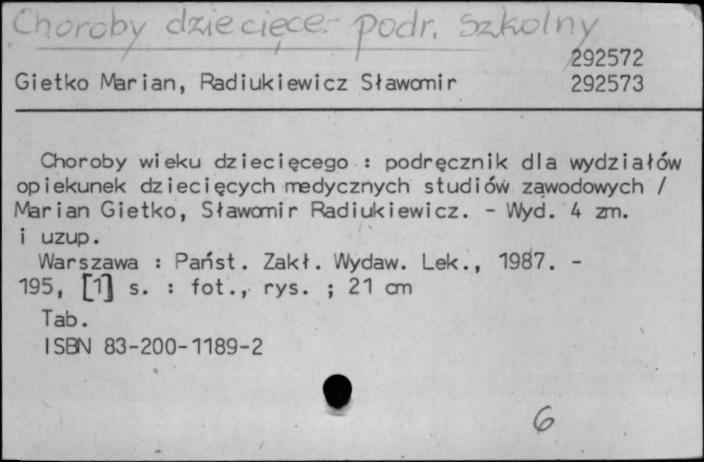 Choroby dziecięce - podr. szkolny
292572
Gietko Marian, Radiukiewicz Sławomir 292573
Choroby wieku dziecięcego : podręcznik dla wydziałów
opiekunek dziecięcych medycznych studiów zawodowych /
Marian Gietko, Sławomir Radiukiewicz. - Wyd. 4 zm.
i uzup.
Warszawa : Państ. Zakł. Wydaw. Lek., 1987. -
195, [1] s. : fot., rys. ; 21 cm
Tab.
ISBN 83-200-1189-2
6